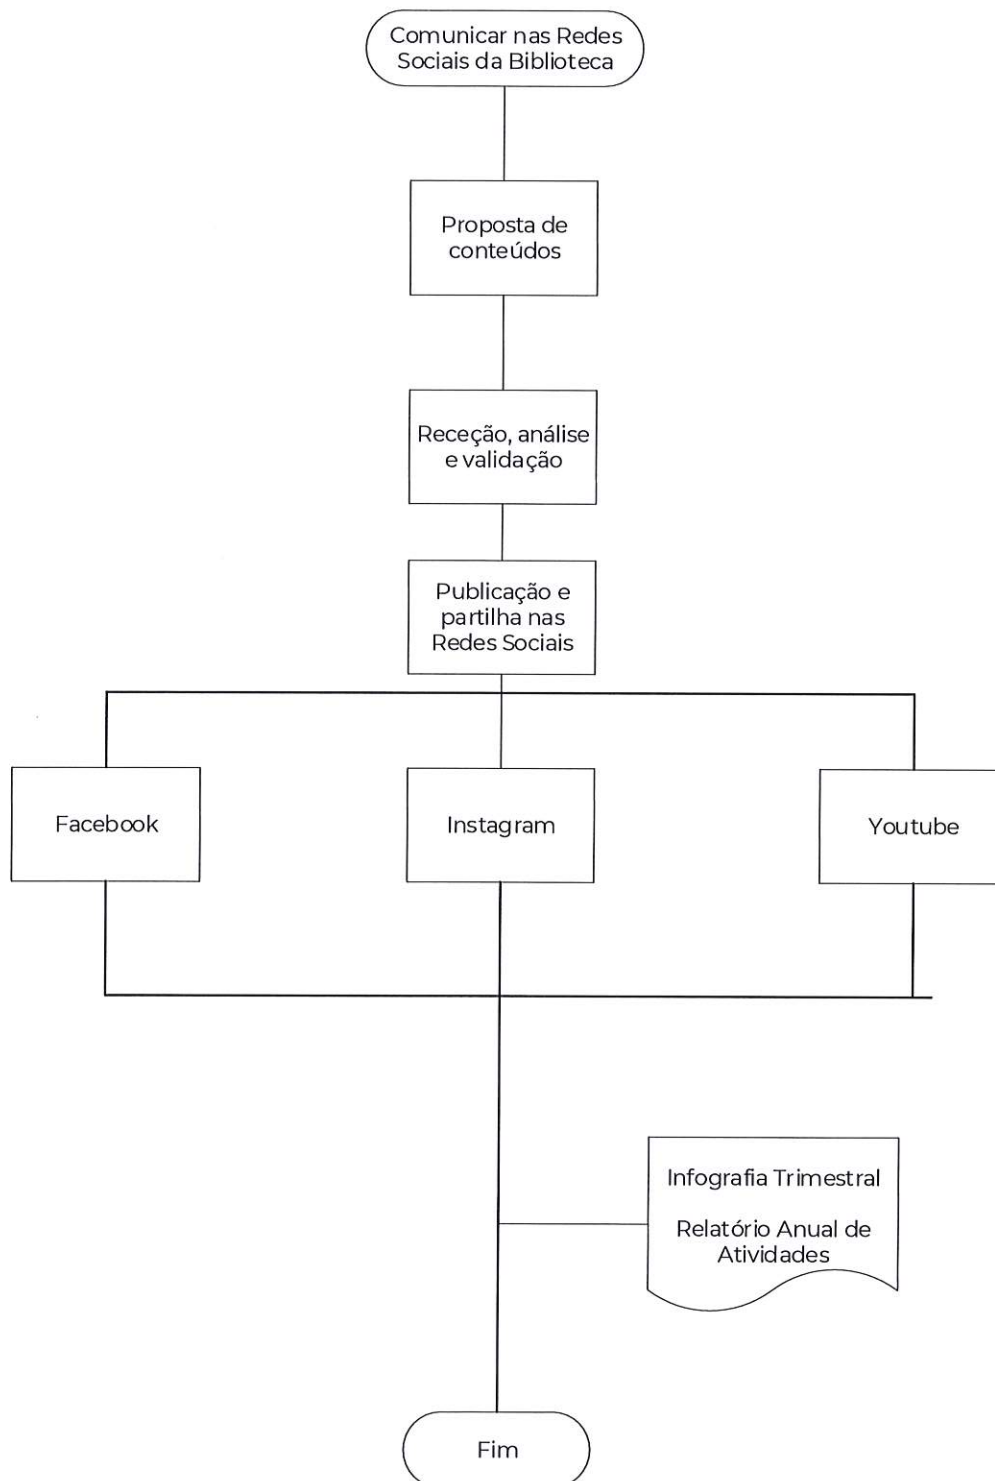 Comunicar nas Redes
Sociais da Biblioteca
Proposta de
conteúdos
Receção, análise
e validação
Publicação e
partilha nas
Redes Sociais
Facebook
Instagram
Youtube
Infografia Trimestral
Relatório Anual de
Atividades
Fim